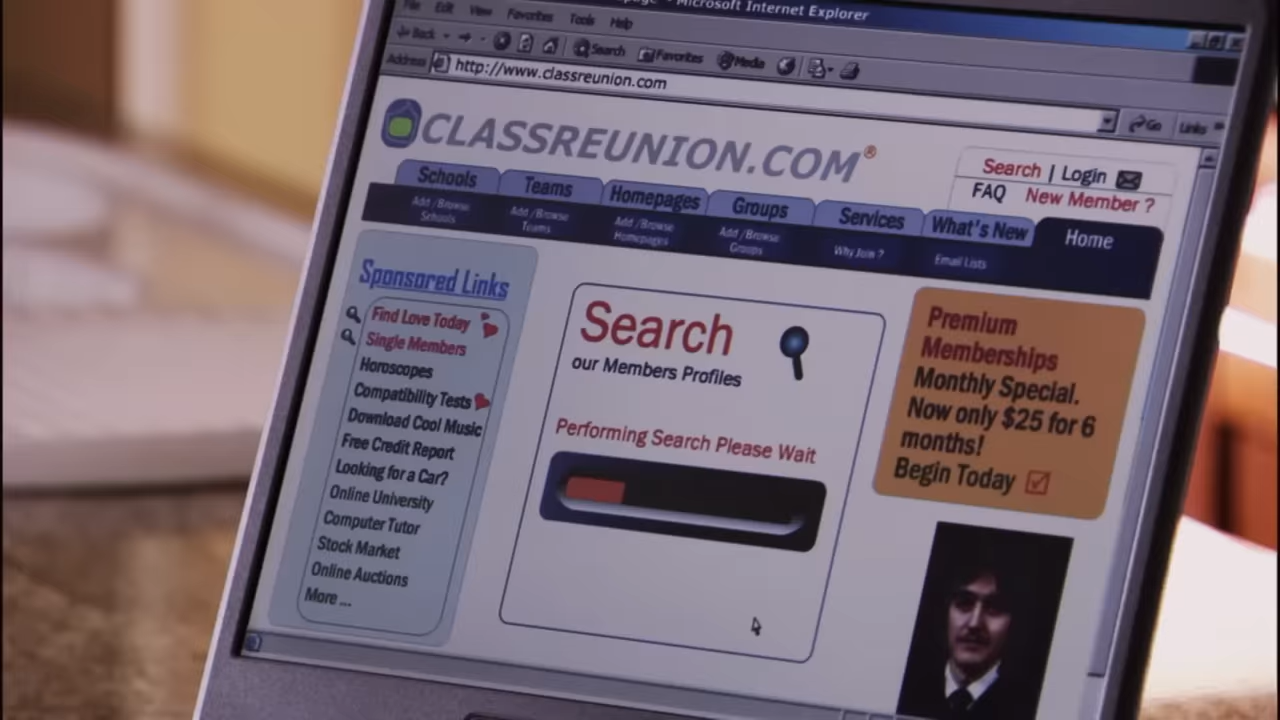 page - Microsoft Internet Explorer
File Edit View Favorites Tools Help
Back Search Favorites Media
Address http://www.classreunion.com Go Links
CLASSREUNION.COM®
Search | Login
FAQ New Member ?
Schools Teams Homepages Groups Services What's New Home
Add / Browse Schools
Add / Browse Teams
Add / Browse Homepages
Add / Browse Groups
Why Join ?
Email Lists
Sponsored Links
Find Love Today
Single Members
Horoscopes
Compatibility Tests
Download Cool Music
Free Credit Report
Looking for a Car?
Online University
Computer Tutor
Stock Market
Online Auctions
More ...
Search
our Members Profiles
Performing Search Please Wait
Premium
Memberships
Monthly Special.
Now only $25 for 6
months!
Begin Today